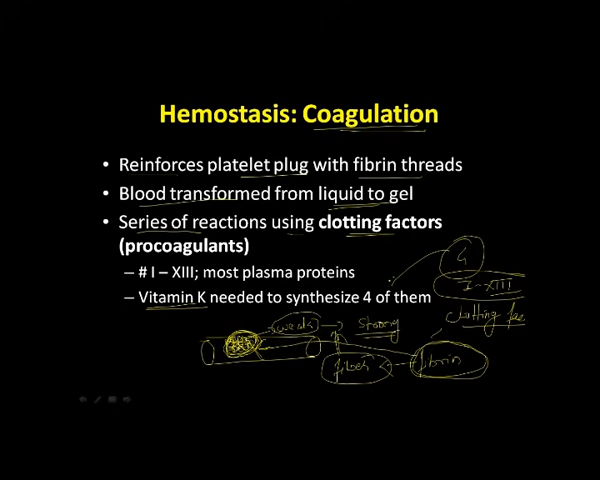 Hemostasis: Coagulation
• Reinforces platelet plug with fibrin threads
• Blood transformed from liquid to gel
• Series of reactions using clotting factors
(procoagulants)
– # I – XIII; most plasma proteins
– Vitamin K needed to synthesize 4 of them
4
I-XIII
clotting fac
weak
strong
fiber
fibrin